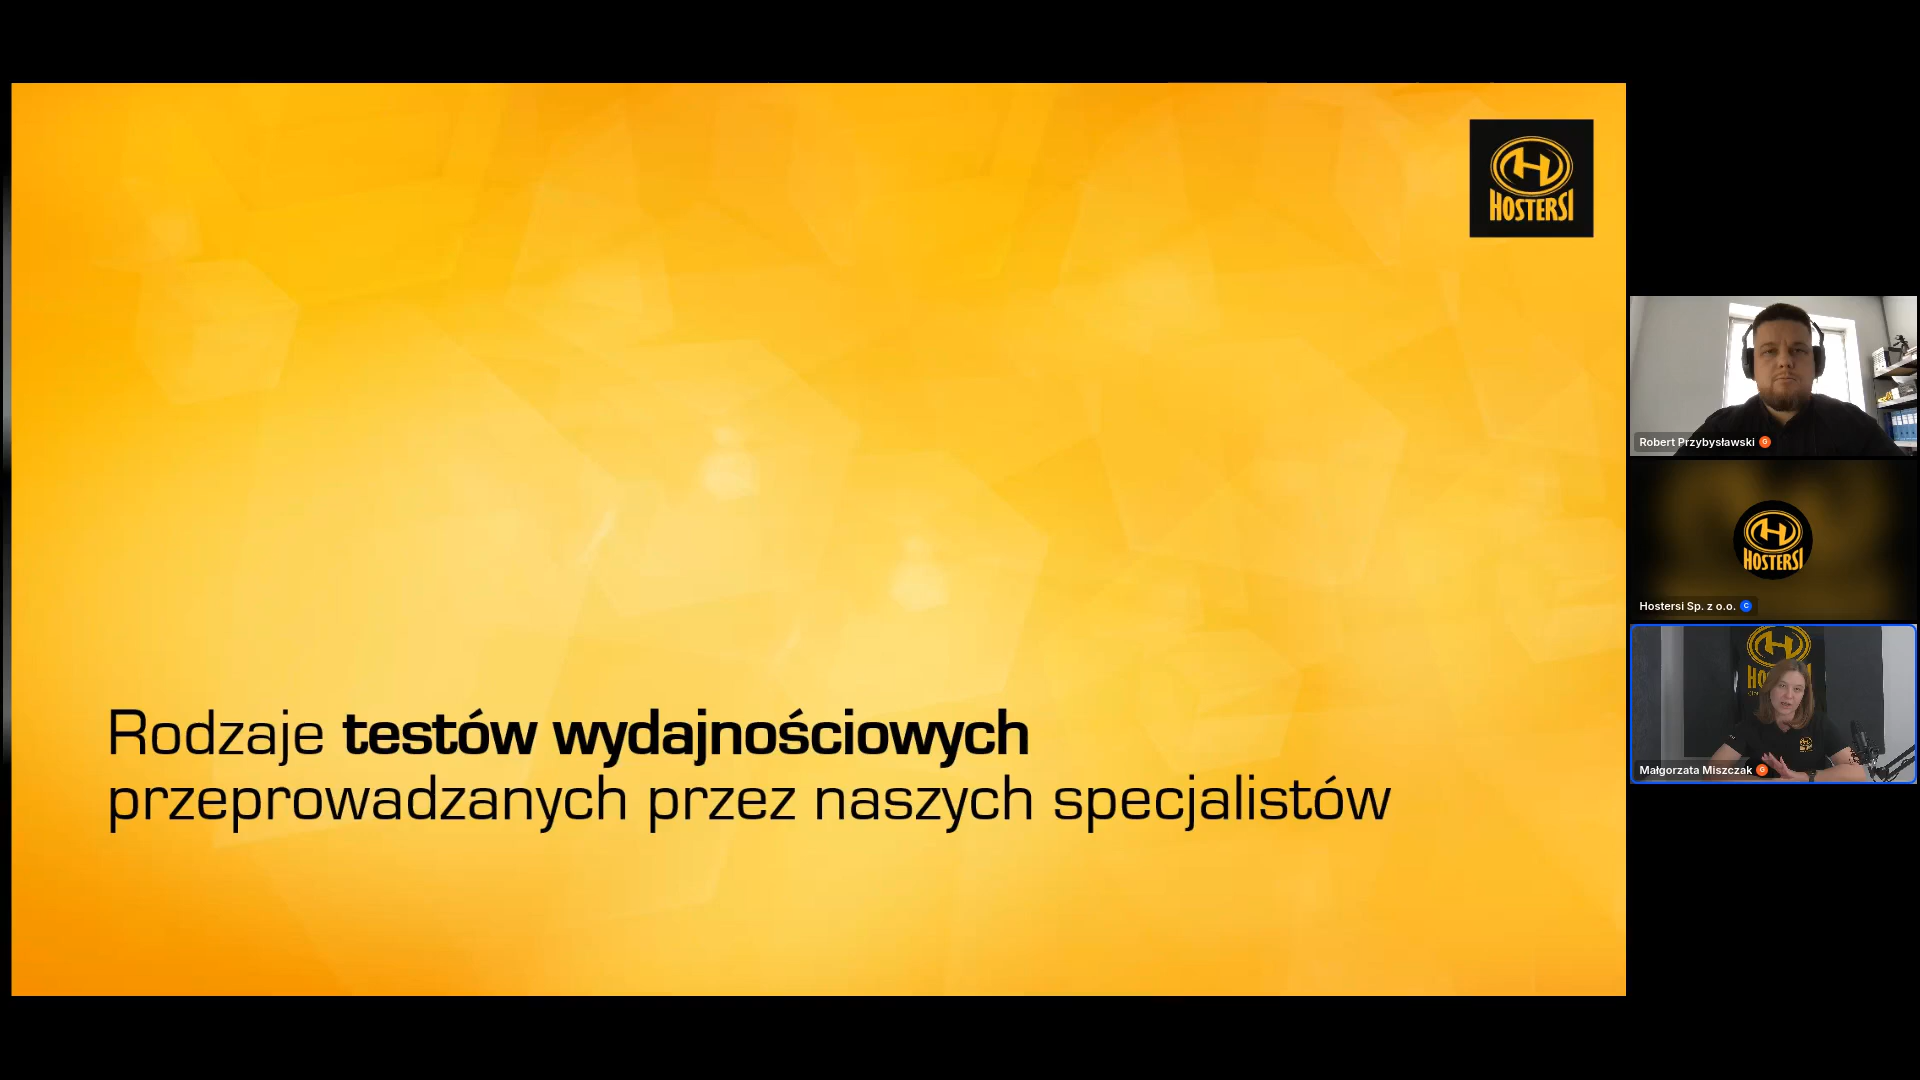 HOSTERSI
Rodzaje testów wydajnościowych
przeprowadzanych przez naszych specjalistów
Robert Przybysławski G
HOSTERSI
Hostersi Sp. z o.o. C
Małgorzata Miszczak G